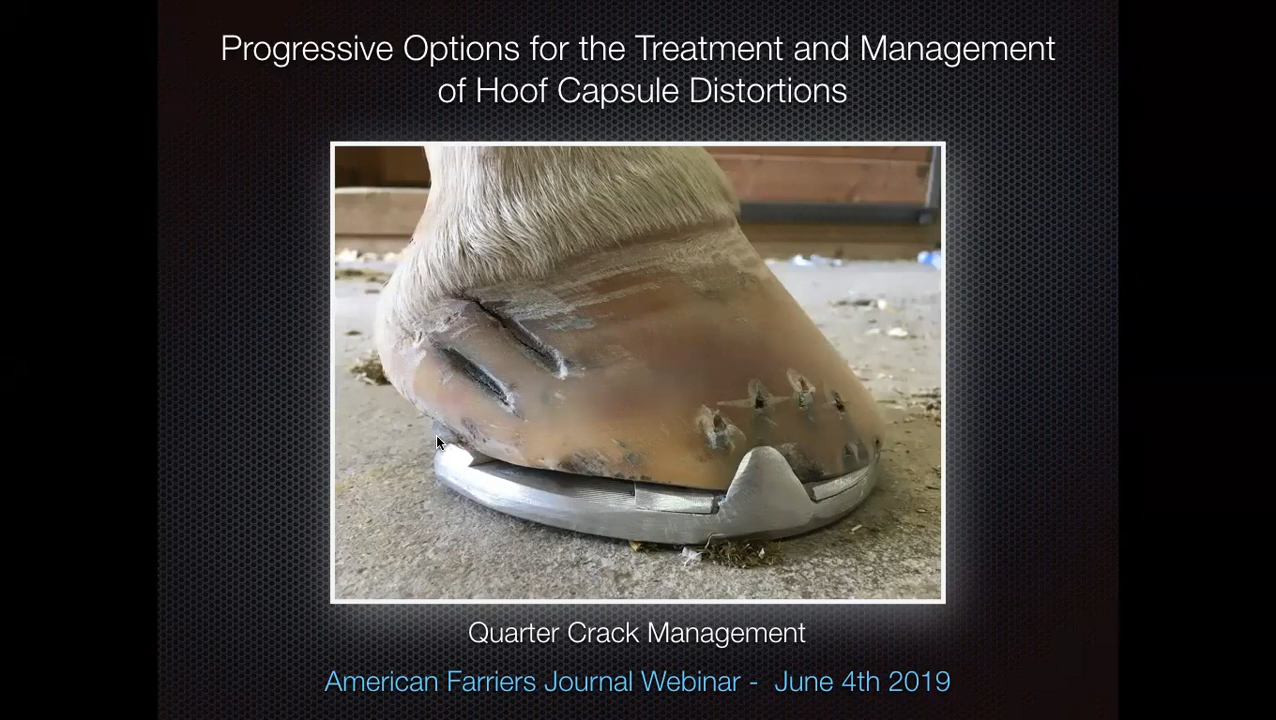 Progressive Options for the Treatment and Management
of Hoof Capsule Distortions
Quarter Crack Management
American Farriers Journal Webinar - June 4th 2019